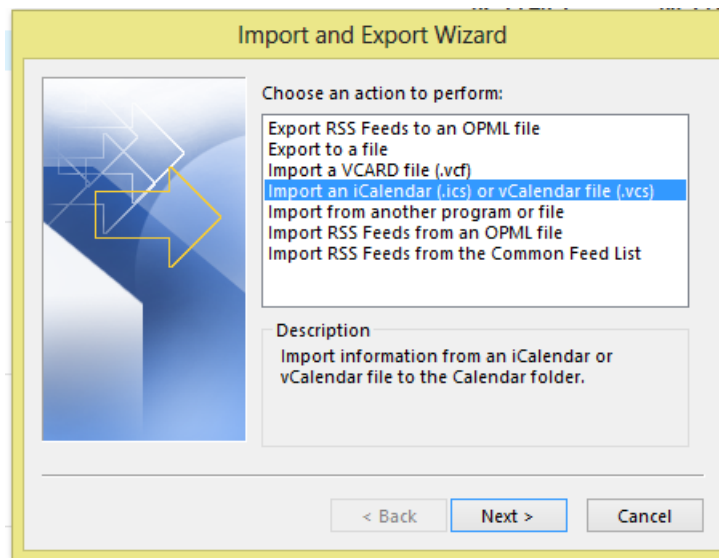 Import and Export Wizard
Choose an action to perform:
Export RSS Feeds to an OPML file
Export to a file
Import a VCARD file (.vcf)
Import an iCalendar (.ics) or vCalendar file (.vcs)
Import from another program or file
Import RSS Feeds from an OPML file
Import RSS Feeds from the Common Feed List
Description
Import information from an iCalendar or
vCalendar file to the Calendar folder.
< Back Next > Cancel